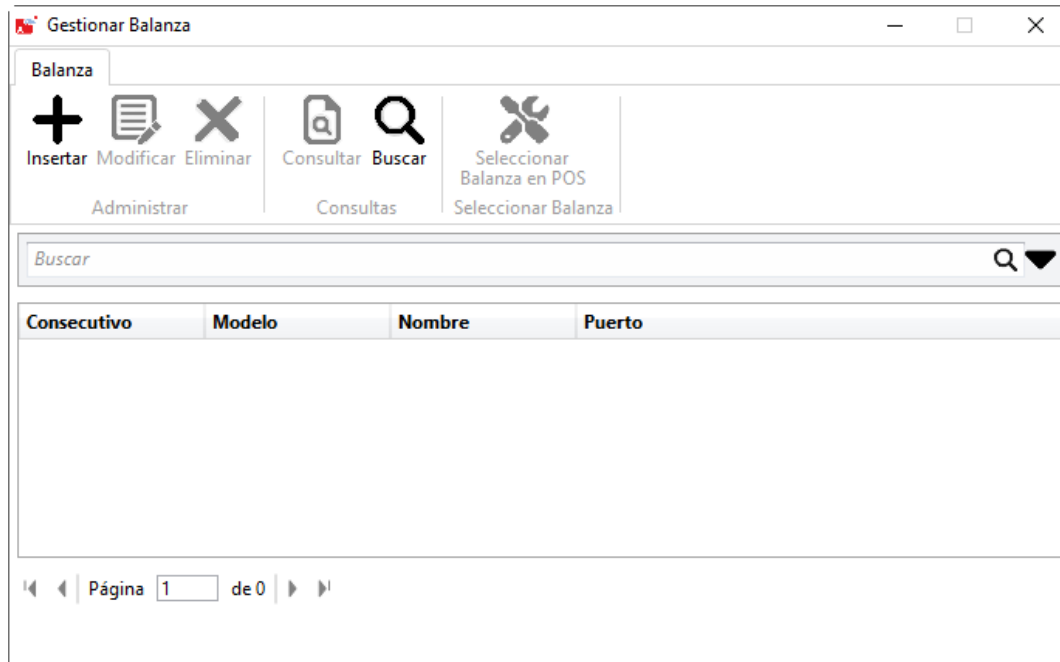 Gestionar Balanza
Balanza
Insertar Modificar Eliminar Consultar Buscar Seleccionar
Balanza en POS
Administrar Consultas Seleccionar Balanza
Buscar
Consecutivo Modelo Nombre Puerto
Página 1 de 0